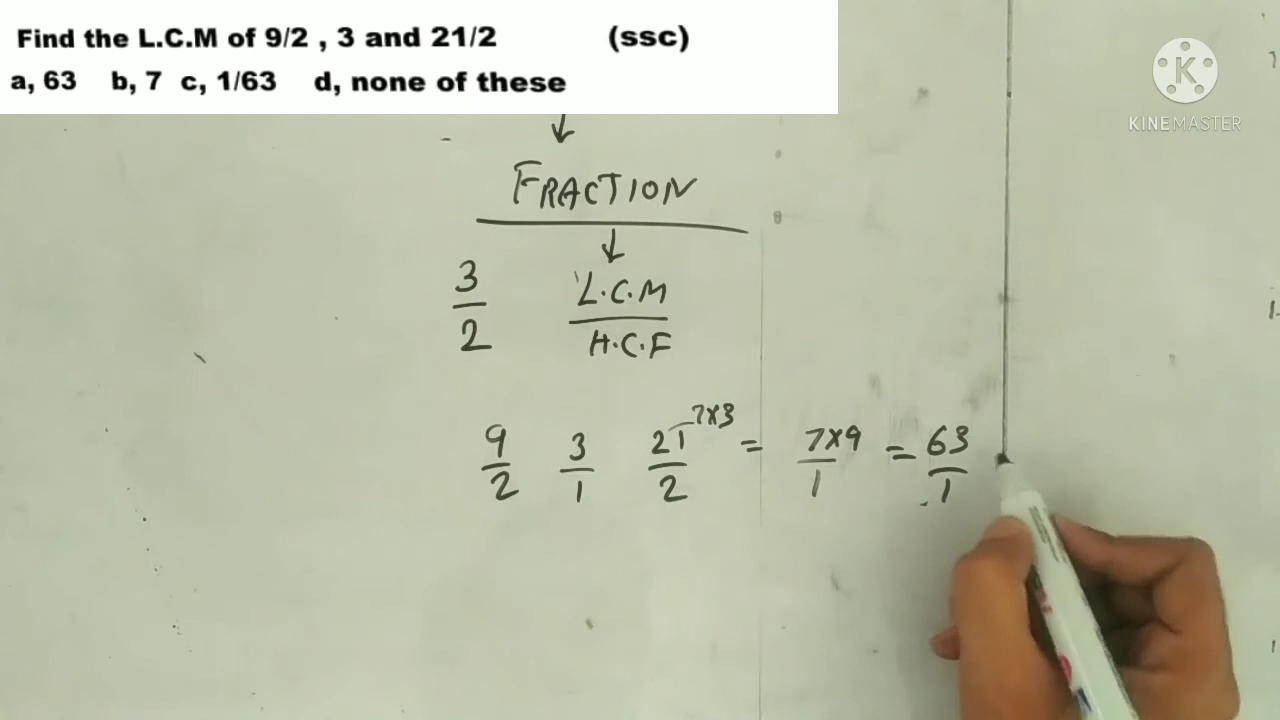 Find the L.C.M of 9/2 , 3 and 21/2 (ssc)
a, 63 b, 7 c, 1/63 d, none of these
K
KINEMASTER
FRACTION
3/2 L.C.M/H.C.F
9/2 3/1 21/2 7x3 = 7x9/1 = 63/1